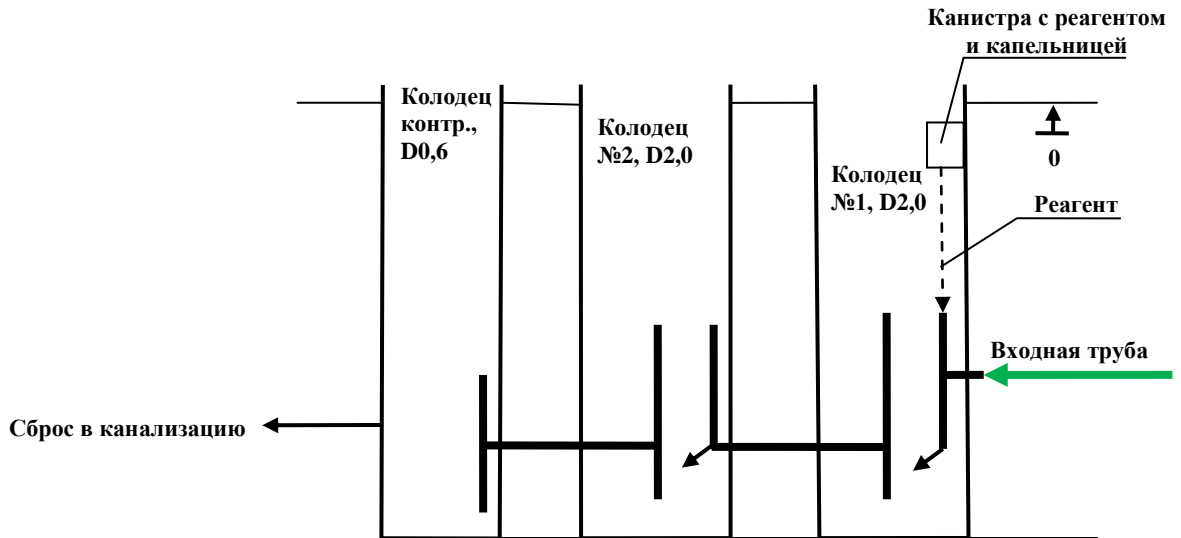 Канистра с реагентом
и капельницей
Колодец
контр.,
D0,6
Колодец
№2, D2,0
Колодец
№1, D2,0
0
Реагент
Входная труба
Сброс в канализацию